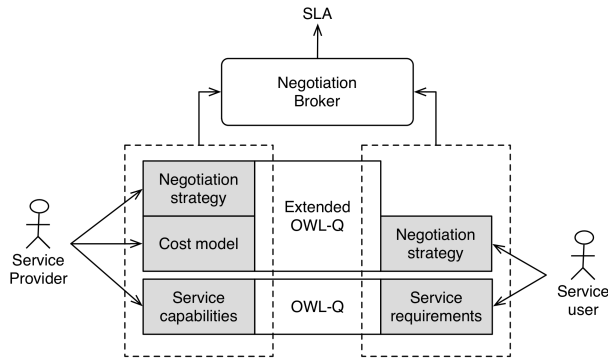 SLA
Negotiation
Broker
Negotiation
strategy
Extended
OWL-Q
Cost model
Negotiation
strategy
Service
Provider
Service
capabilities
OWL-Q
Service
requirements
Service
user